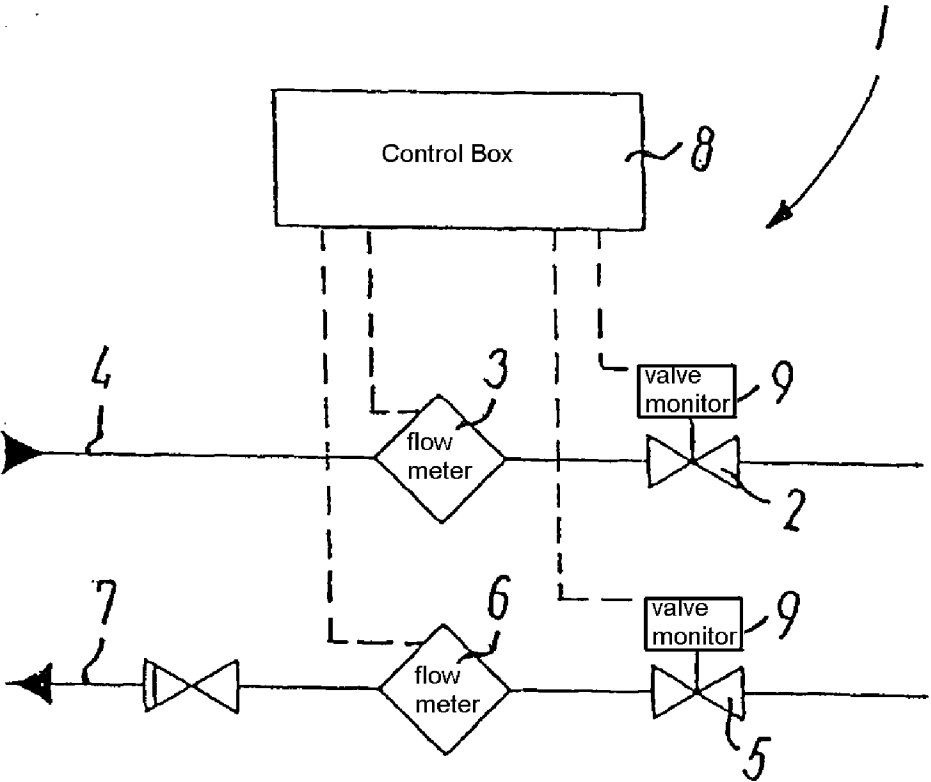 1
Control Box
8
4
3
flow
meter
valve
monitor
9
2
7
6
flow
meter
valve
monitor
9
5